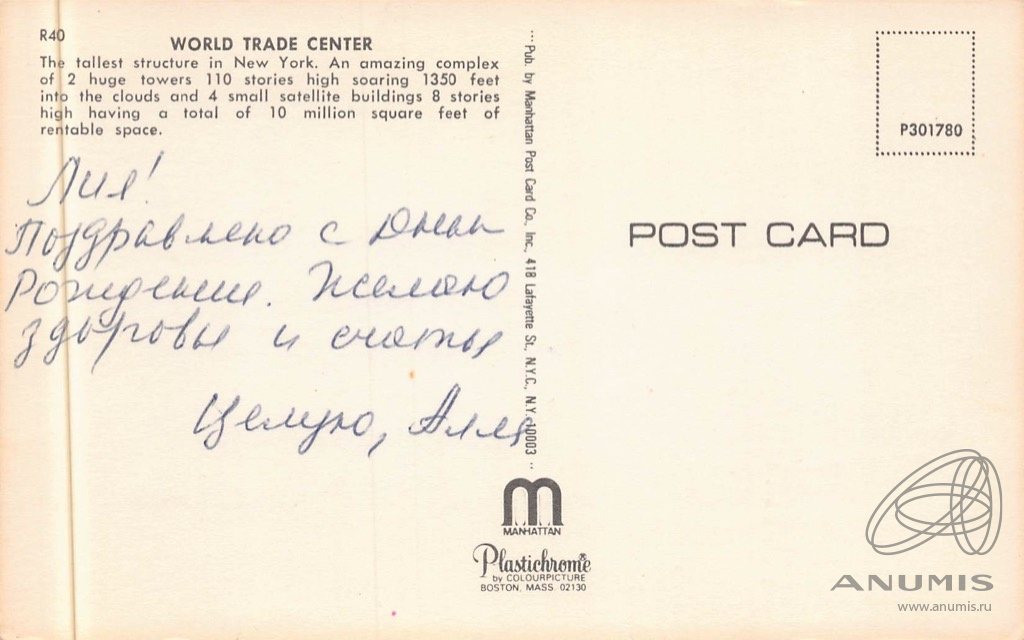 R40
WORLD TRADE CENTER
The tallest structure in New York. An amazing complex
of 2 huge towers 110 stories high soaring 1350 feet
into the clouds and 4 small satellite buildings 8 stories
high having a total of 10 million square feet of
rentable space.
Лия!
Поздравляю с Днем
Рождения. Желаю
здоровья и счастья
Целую, Алла
... Pub. by Manhattan Post Card Co., Inc., 418 Lafayette St., N.Y.C., N.Y. 10003 ..
MANHATTAN
Plastichrome
by COLOURPICTURE
BOSTON, MASS. 02130
P301780
POST CARD
ANUMIS
www.anumis.ru